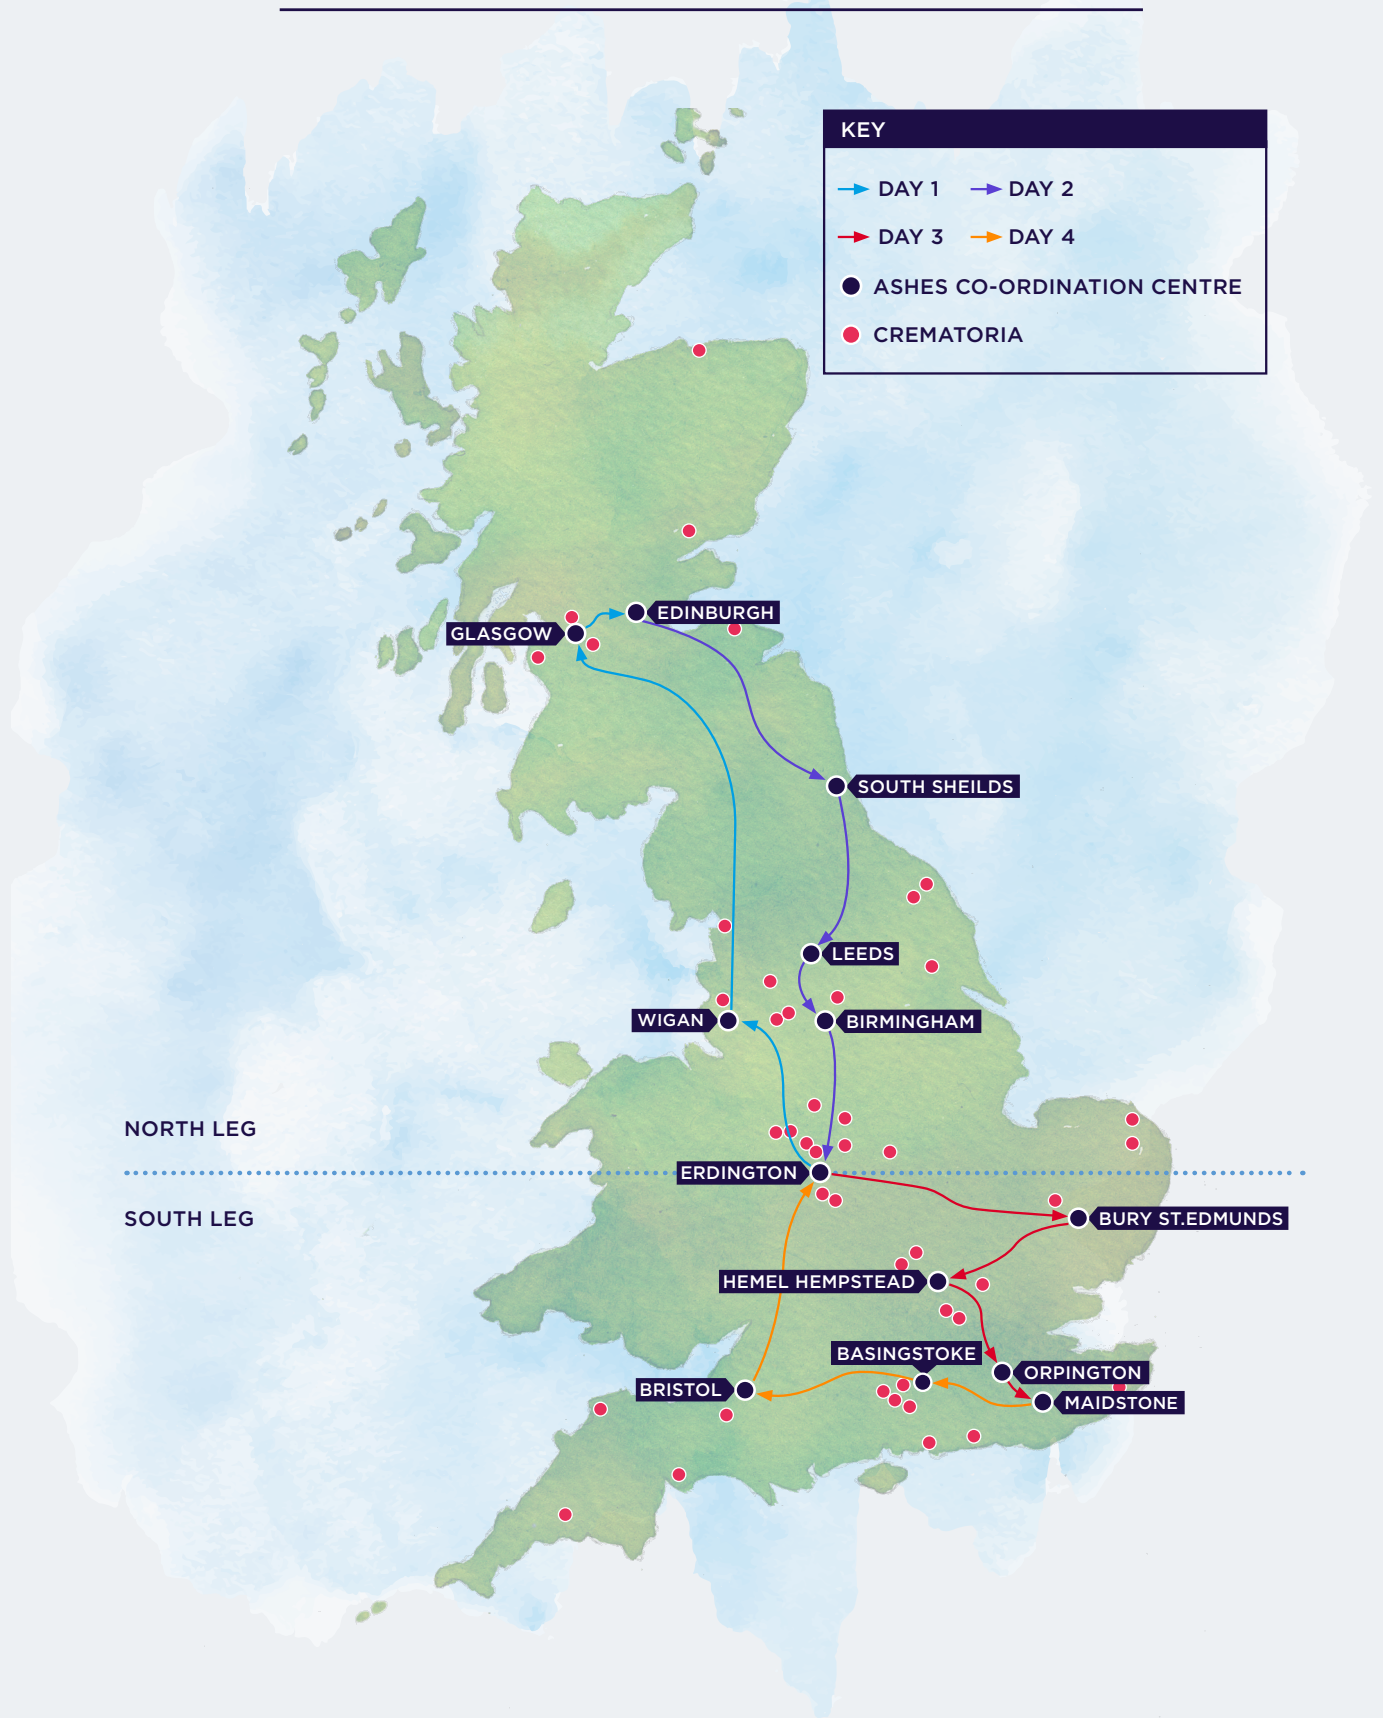 KEY
DAY 1 DAY 2
DAY 3 DAY 4
ASHES CO-ORDINATION CENTRE
CREMATORIA
EDINBURGH
GLASGOW
SOUTH SHEILDS
LEEDS
WIGAN
BIRMINGHAM
NORTH LEG
ERDINGTON
SOUTH LEG
BURY ST.EDMUNDS
HEMEL HEMPSTEAD
BASINGSTOKE
ORPINGTON
BRISTOL
MAIDSTONE